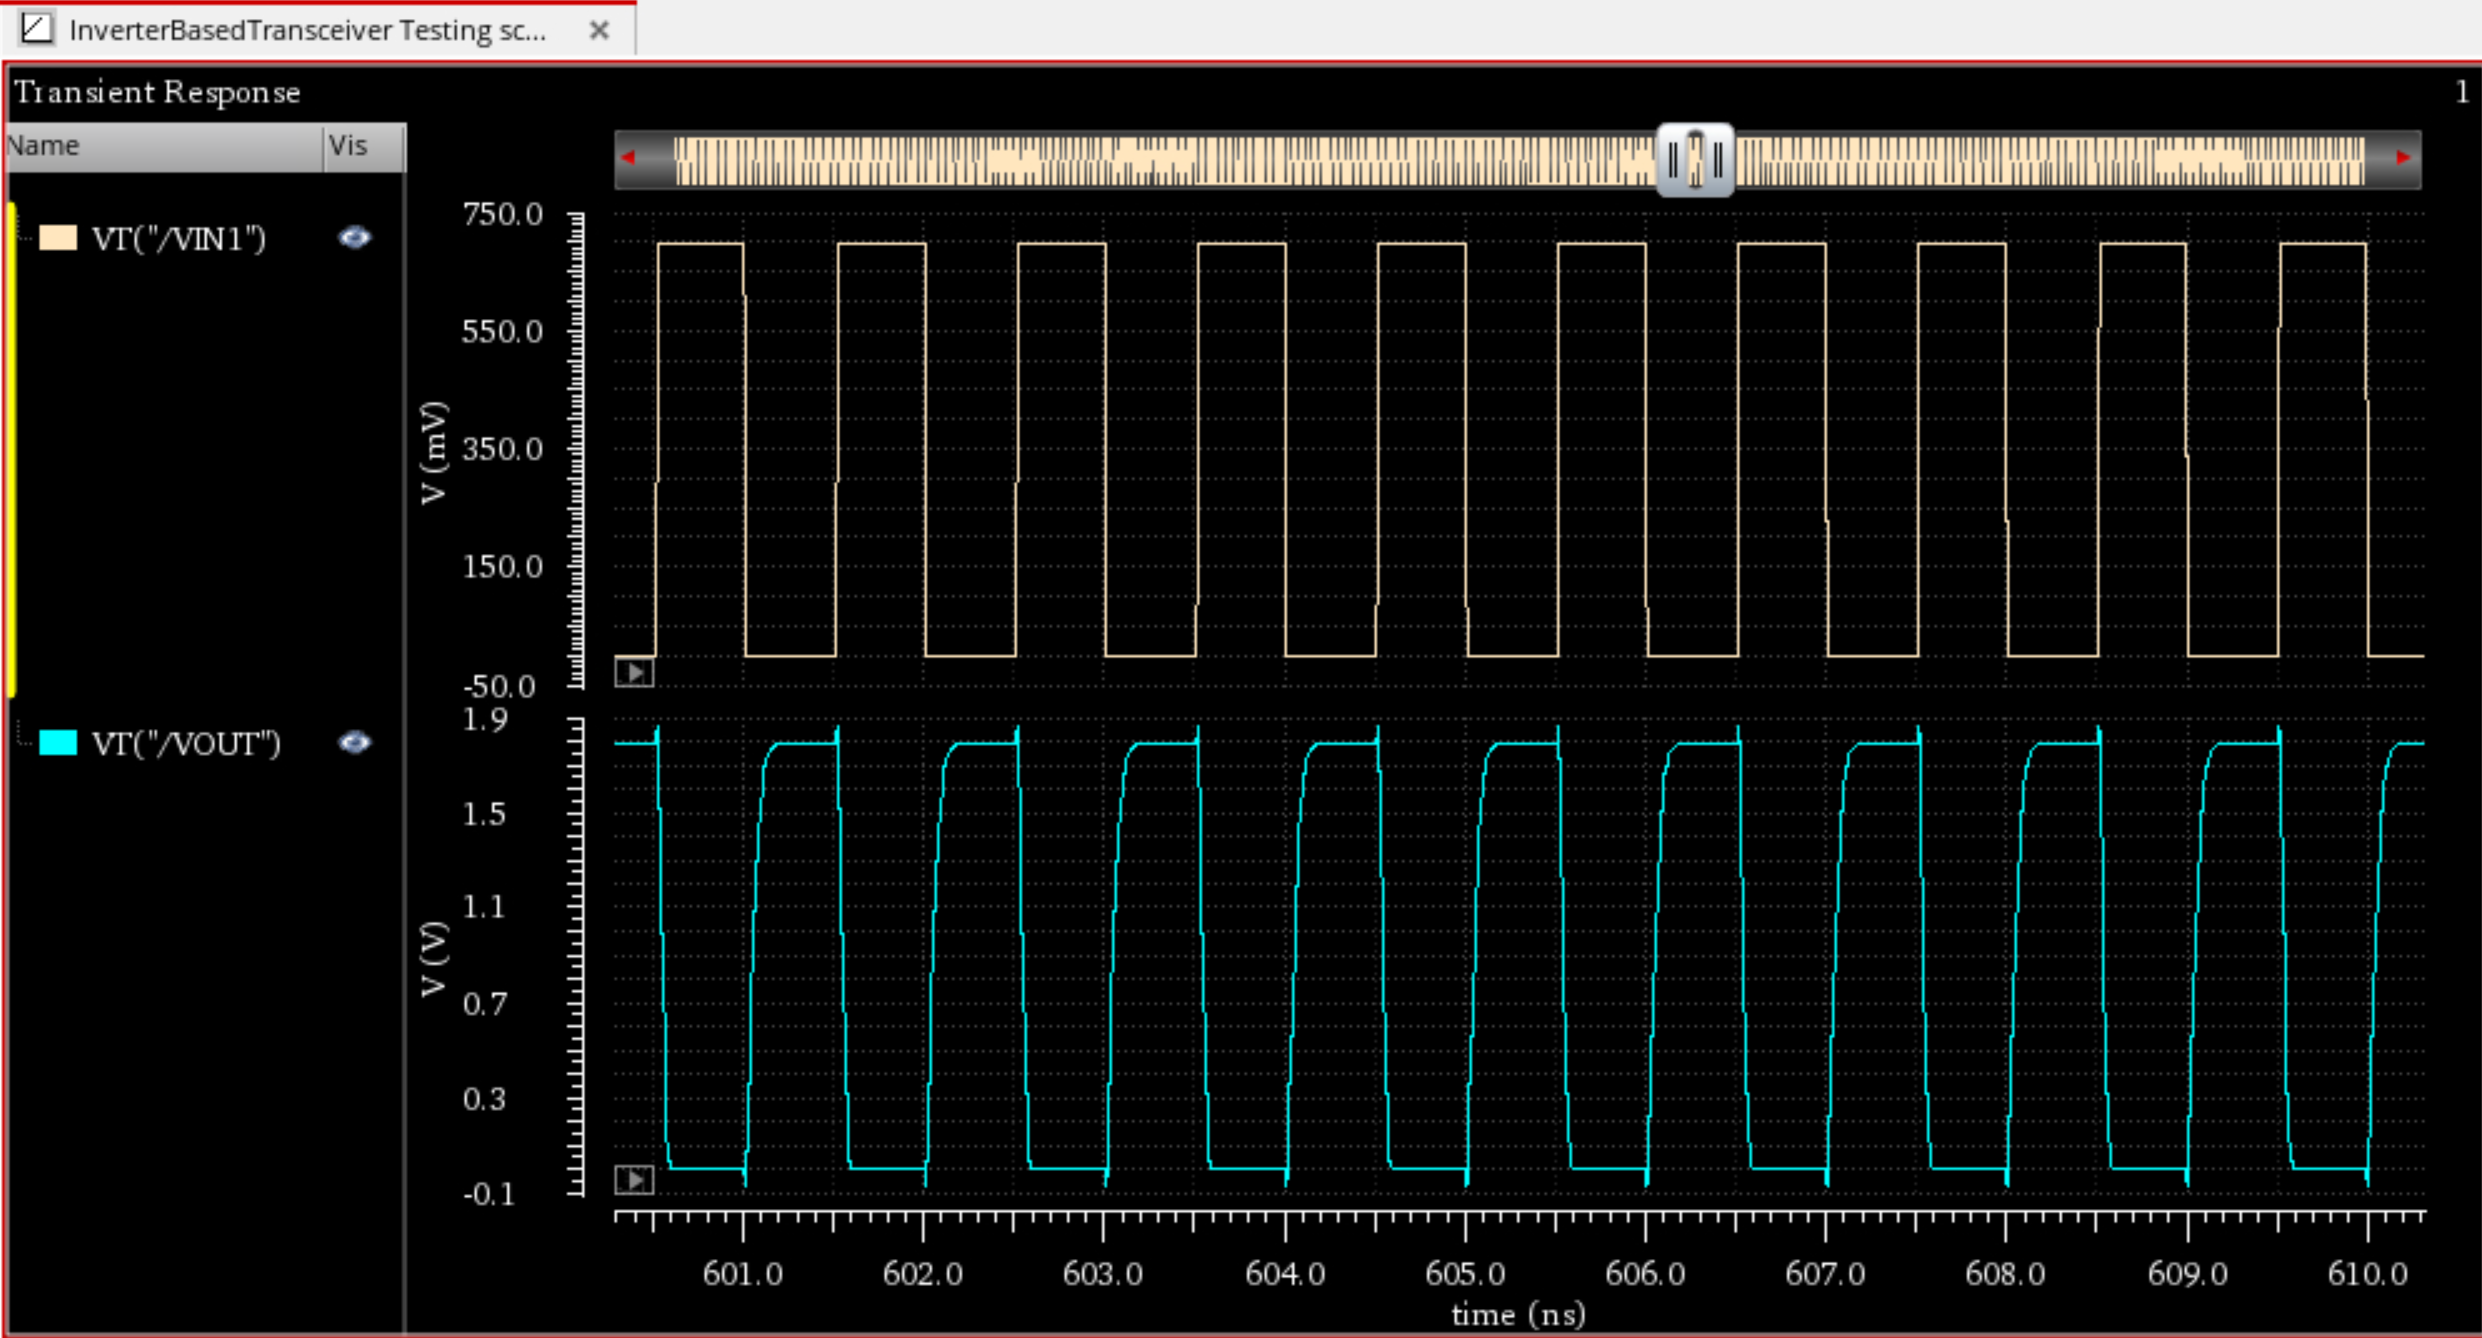 InverterBasedTransceiver Testing sc...
Transient Response
1
Name Vis
VT("/VIN1")
750.0
550.0
350.0
150.0
-50.0
V (mV)
VT("/VOUT")
1.9
1.5
1.1
0.7
0.3
-0.1
V (V)
601.0 602.0 603.0 604.0 605.0 606.0 607.0 608.0 609.0 610.0
time (ns)